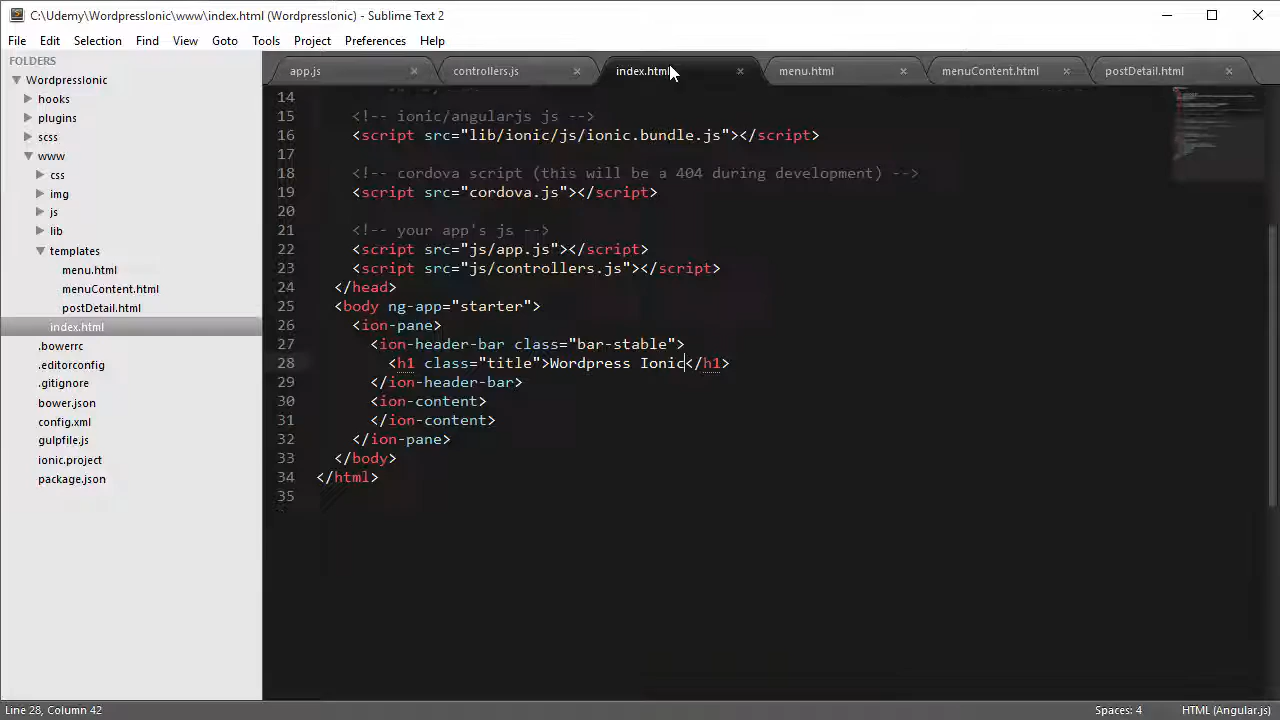 C:\Udemy\WordpressIonic\www\index.html (WordpressIonic) - Sublime Text 2
File Edit Selection Find View Goto Tools Project Preferences Help
FOLDERS
WordpressIonic
hooks
plugins
scss
www
css
img
js
lib
templates
menu.html
menuContent.html
postDetail.html
index.html
.bowerrc
.editorconfig
.gitignore
bower.json
config.xml
gulpfile.js
ionic.project
package.json
app.js controllers.js index.html menu.html menuContent.html postDetail.html
14
15 <!-- ionic/angularjs js -->
16 <script src="lib/ionic/js/ionic.bundle.js"></script>
17
18 <!-- cordova script (this will be a 404 during development) -->
19 <script src="cordova.js"></script>
20
21 <!-- your app's js -->
22 <script src="js/app.js"></script>
23 <script src="js/controllers.js"></script>
24 </head>
25 <body ng-app="starter">
26 <ion-pane>
27 <ion-header-bar class="bar-stable">
28 <h1 class="title">Wordpress Ionic</h1>
29 </ion-header-bar>
30 <ion-content>
31 </ion-content>
32 </ion-pane>
33 </body>
34 </html>
35
Line 28, Column 42 Spaces: 4 HTML (Angular.js)